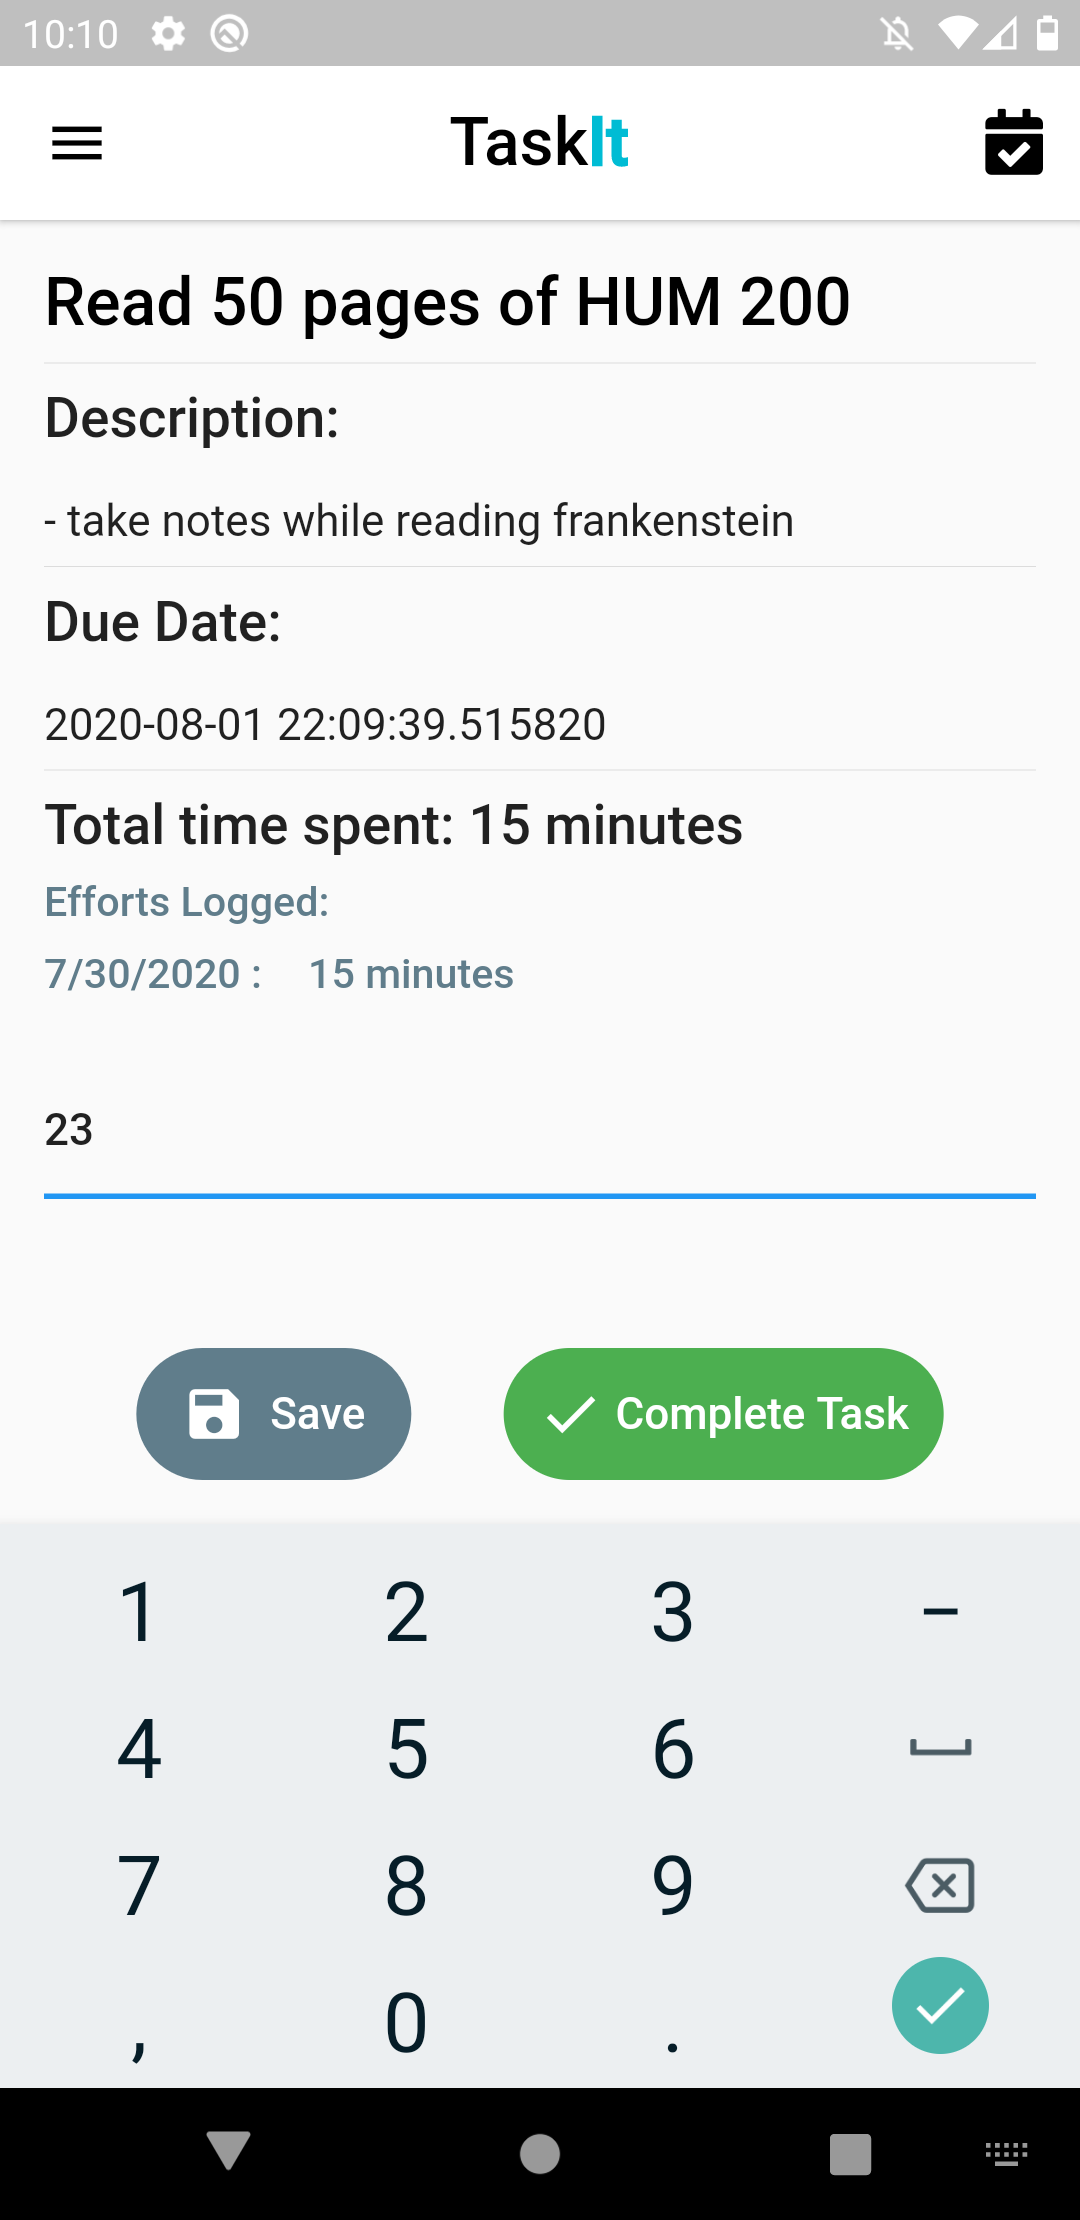 10:10
TaskIt
Read 50 pages of HUM 200
Description:
- take notes while reading frankenstein
Due Date:
2020-08-01 22:09:39.515820
Total time spent: 15 minutes
Efforts Logged:
7/30/2020 : 15 minutes
23
Save
Complete Task
1 2 3 –
4 5 6
7 8 9
, 0 .